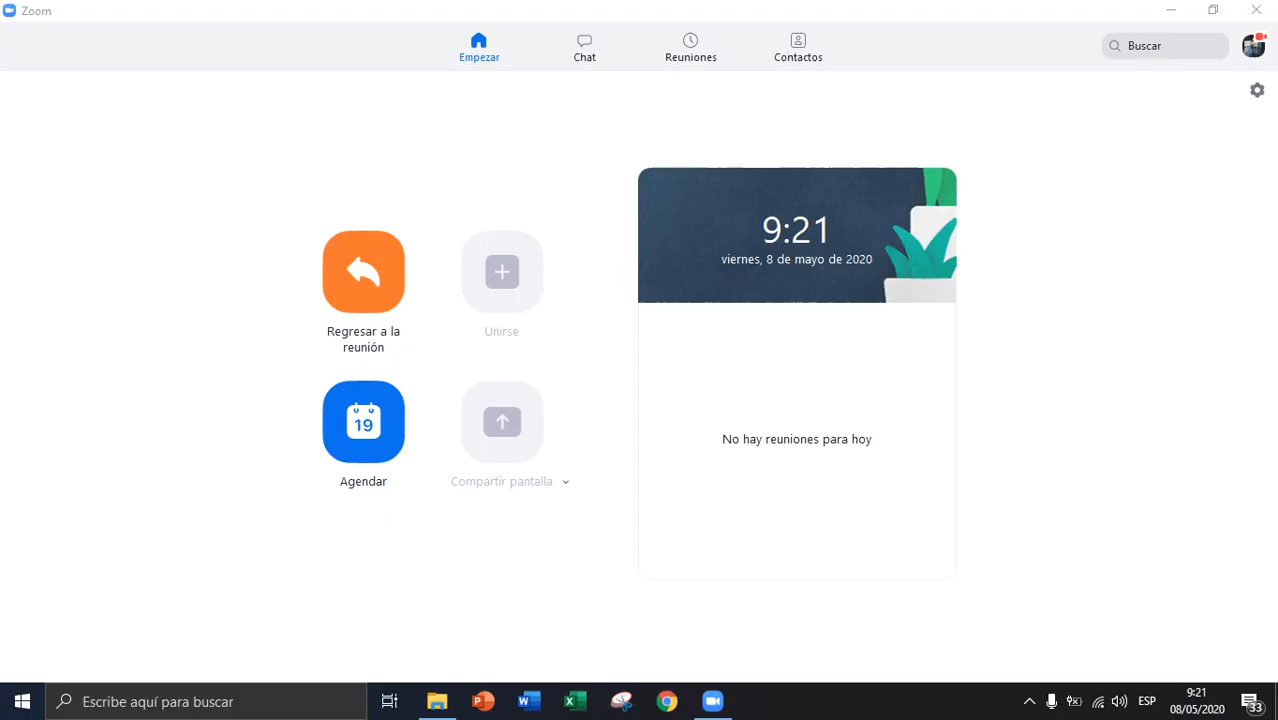 Zoom
Empezar
Chat
Reuniones
Contactos
Buscar
9:21
viernes, 8 de mayo de 2020
Regresar a la
reunión
Unirse
19
Agendar
Compartir pantalla
No hay reuniones para hoy
Escribe aquí para buscar
P
W
X
ESP
9:21
08/05/2020
33